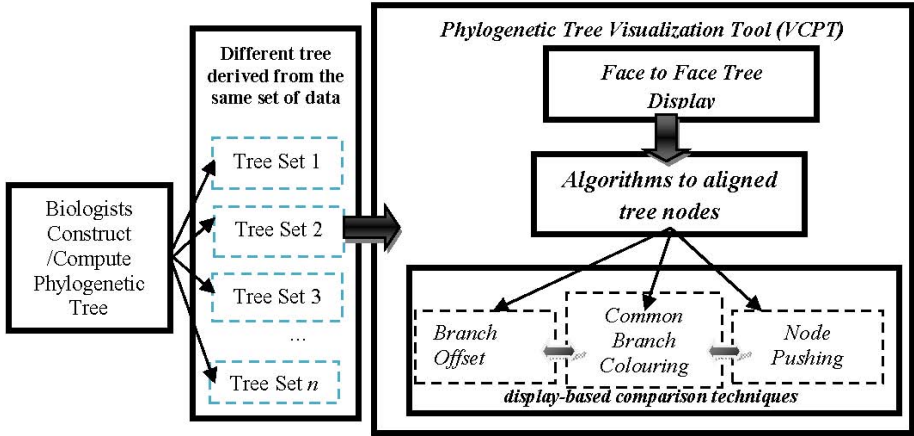 Biologists
Construct
/Compute
Phylogenetic
Tree
Different tree
derived from the
same set of data
Tree Set 1
Tree Set 2
Tree Set 3
...
Tree Set n
Phylogenetic Tree Visualization Tool (VCPT)
Face to Face Tree
Display
Algorithms to aligned
tree nodes
Branch
Offset
Common
Branch
Colouring
Node
Pushing
display-based comparison techniques